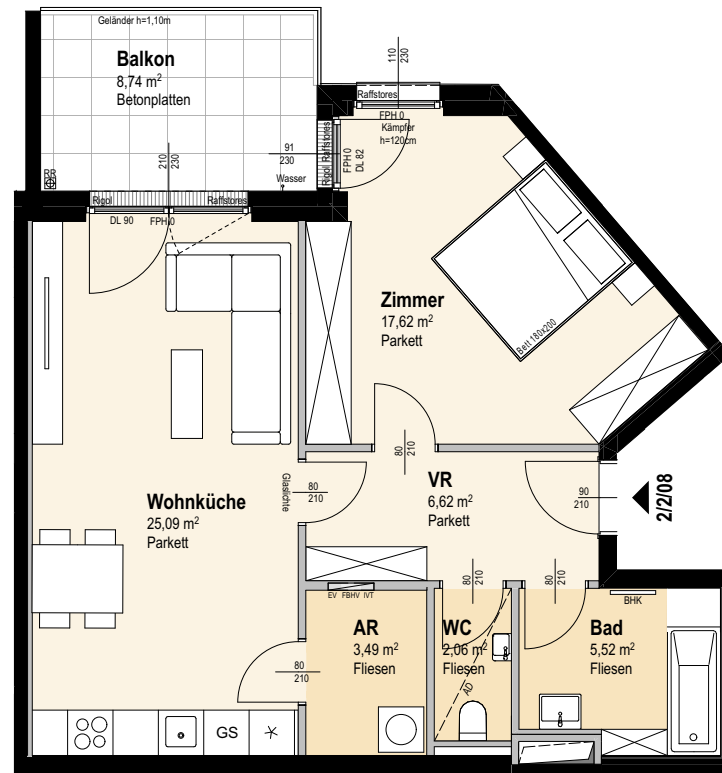 Geländer h=1,10m
Balkon
8,74 m²
Betonplatten
110
230
Raffstores
FPH 0
Kämpfer
h=120cm
210
230
91
230
Rigol Raffstores
FPH 0
DL 82
RR
Wasser
Rigol
Raffstores
DL 90
FPH 0
Zimmer
17,62 m²
Parkett
Bett 180x200
80
210
Glaslichte
80
210
VR
6,62 m²
Parkett
90
210
2/2/08
Wohnküche
25,09 m²
Parkett
80
210
80
210
EV FBHV IVT
BHK
AR
3,49 m²
Fliesen
WC
2,06 m²
Fliesen
AD
Bad
5,52 m²
Fliesen
80
210
GS